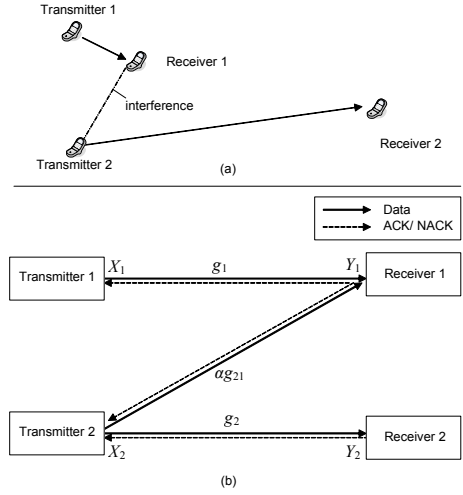 Transmitter 1
Receiver 1
interference
Transmitter 2
Receiver 2
(a)
Data
ACK/ NACK
Transmitter 1
X₁
g₁
Y₁
Receiver 1
αg₂₁
Transmitter 2
X₂
g₂
Y₂
Receiver 2
(b)